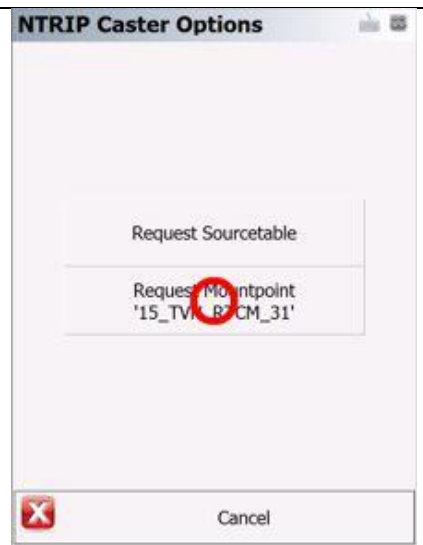 NTRIP Caster Options
Request Sourcetable
Request Mountpoint
Cancel